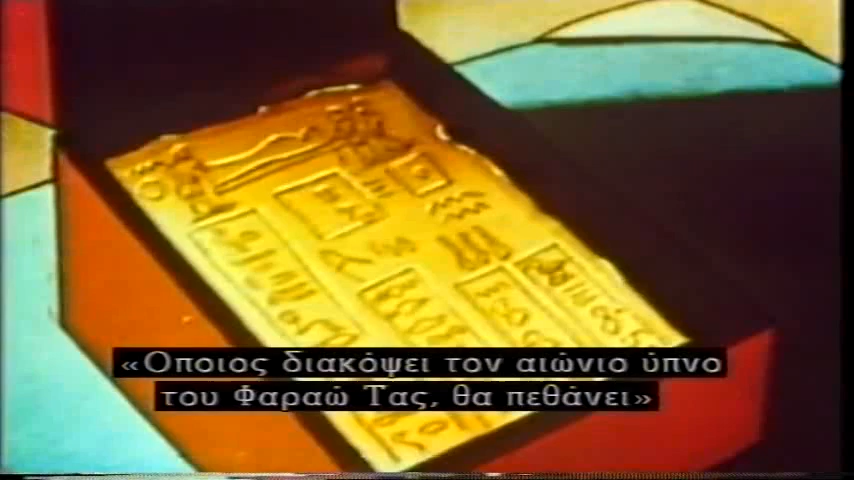 «Οποιος διακόψει τον αιώνιο ύπνο
του Φαραώ Τας, θα πεθάνει»